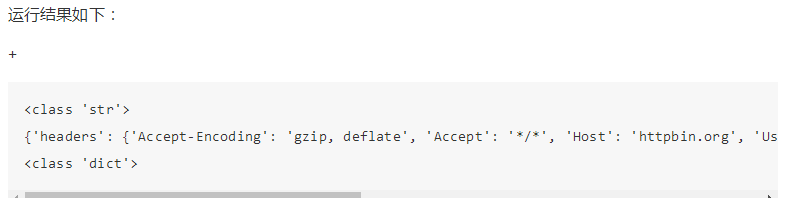 运行结果如下：
+
<class 'str'>
{'headers': {'Accept-Encoding': 'gzip, deflate', 'Accept': '*/*', 'Host': 'httpbin.org', 'Us
<class 'dict'>